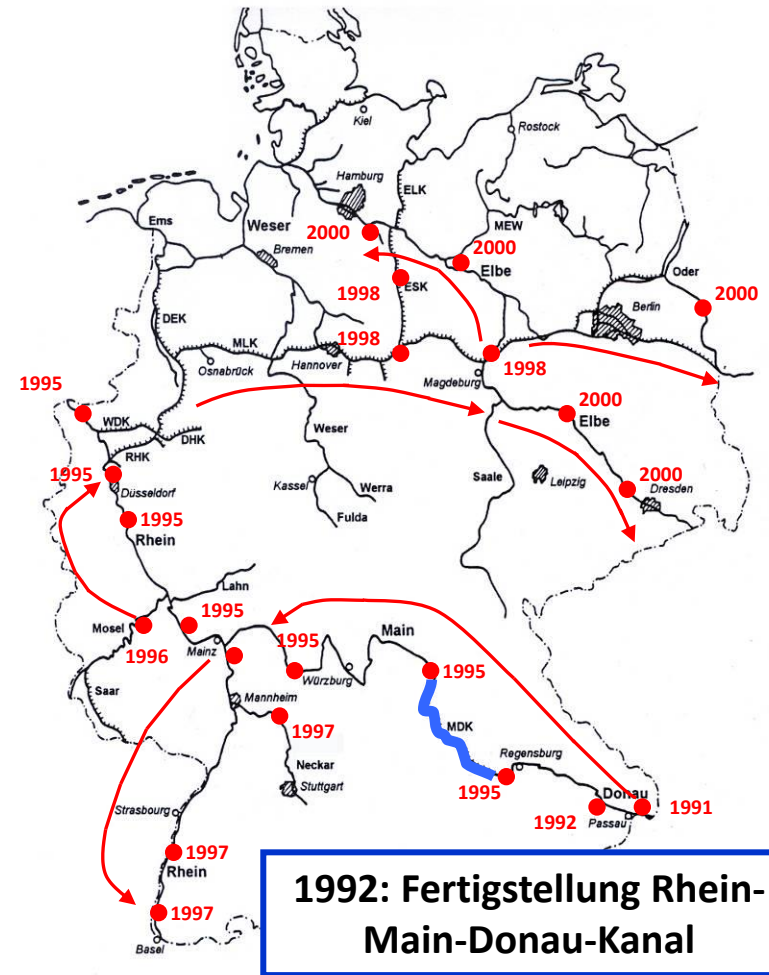 Kiel
Rostock
Hamburg
ELK
Ems
Weser
MEW
2000
2000
Bremen
Elbe
Oder
1998
ESK
2000
DEK
Berlin
MLK
1998
Osnabrück
Hannover
1998
Magdeburg
1995
2000
WDK
Elbe
DHK
Weser
RHK
1995
Saale
2000
Düsseldorf
Kassel
Werra
Leipzig
Dresden
1995
Fulda
Rhein
Lahn
1995
Mosel
Main
1995
Mainz
1996
1995
Würzburg
Saar
Mannheim
1997
MDK
Regensburg
Neckar
1995
Stuttgart
Donau
Strasbourg
1992
1991
Passau
1997
Rhein
1997
Basel
1992: Fertigstellung Rhein-
Main-Donau-Kanal